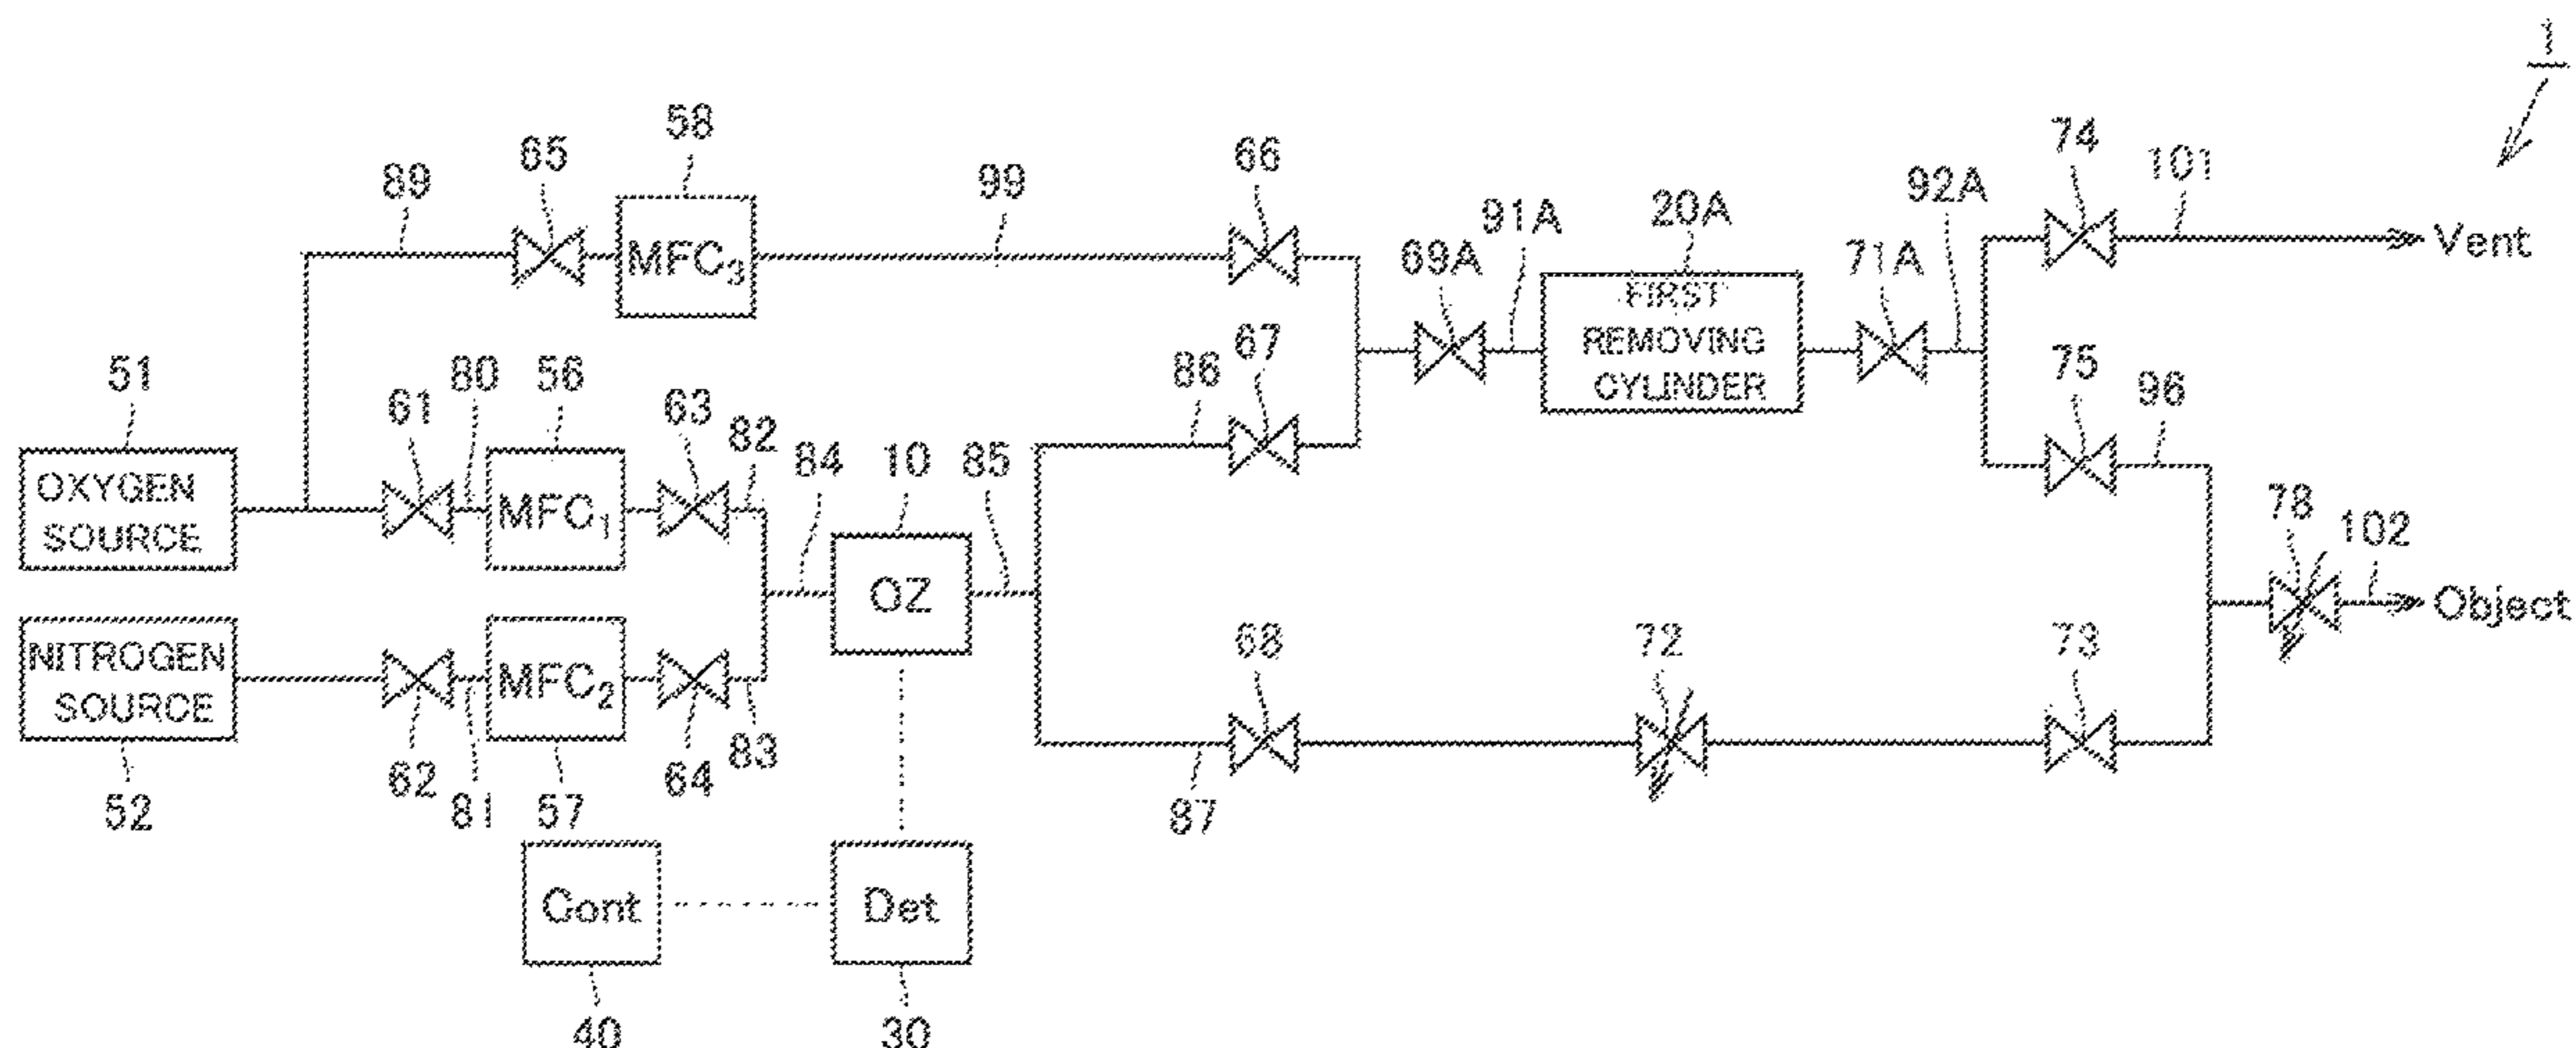 1
58
74
65
66
101
89
99
92A
20A
91A
Vent
71A
69A
MFC3
FIRST
67
REMOVING
51
80
56
86
75
CYLINDER
96
61
63
82
84
10
85
OXYGEN
SOURCE
MFC1
78
102
OZ
Object
NITROGEN
SOURCE
MFC2
68
72
73
62
81
57
64
83
52
87
Cont
Det
40
30